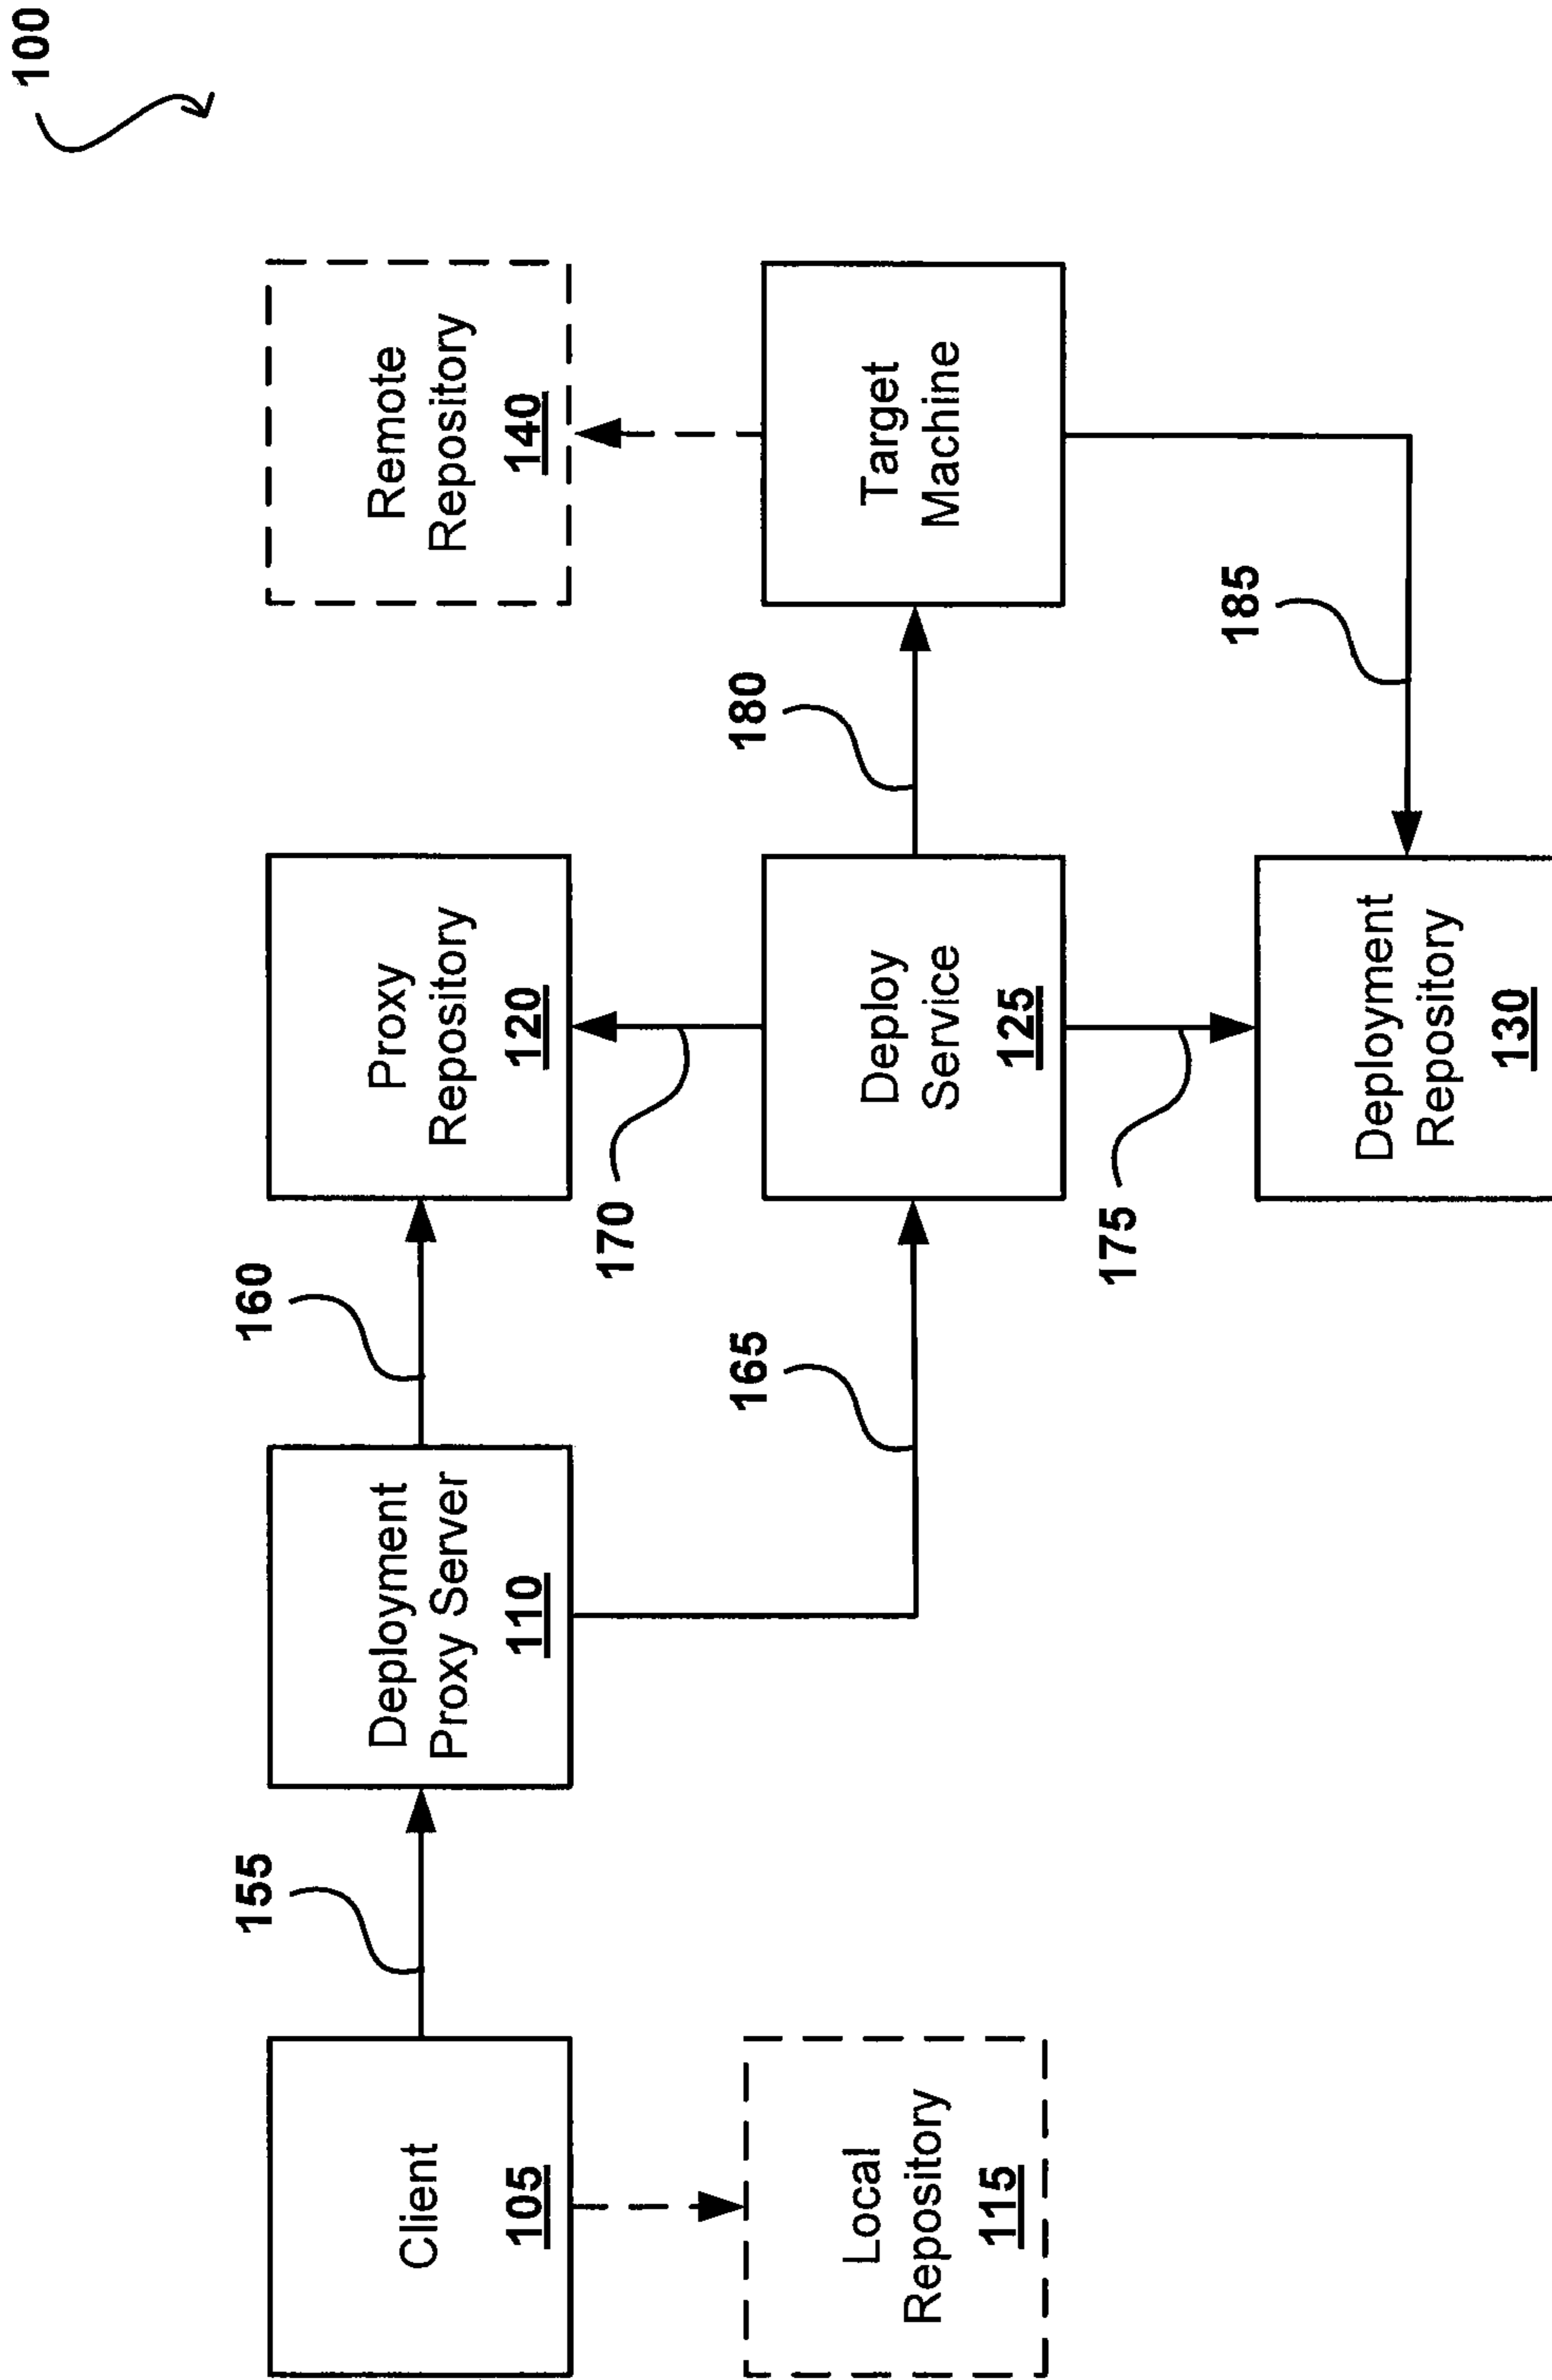 100
Remote
Repository
140
Target
Machine
185
180
Proxy
Repository
120
170
Deploy
Service
125
175
Deployment
Repository
130
160
165
Deployment
Proxy Server
110
155
Client
105
Local
Repository
115